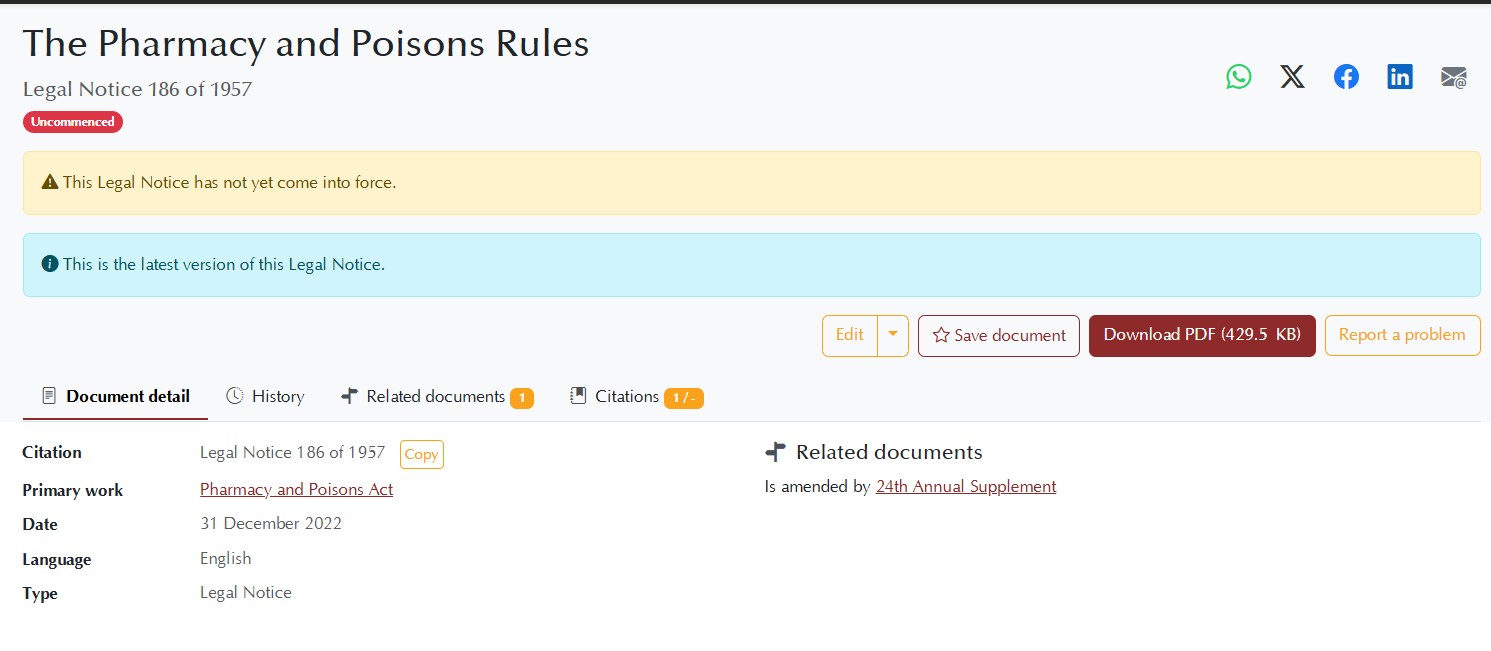 The Pharmacy and Poisons Rules
Legal Notice 186 of 1957
Uncommenced
This Legal Notice has not yet come into force.
This is the latest version of this Legal Notice.
Edit
Save document
Download PDF (429.5 KB)
Report a problem
Document detail
History
Related documents 1
Citations 1 / -
Citation Legal Notice 186 of 1957 Copy
Primary work Pharmacy and Poisons Act
Date 31 December 2022
Language English
Type Legal Notice
Related documents
Is amended by 24th Annual Supplement